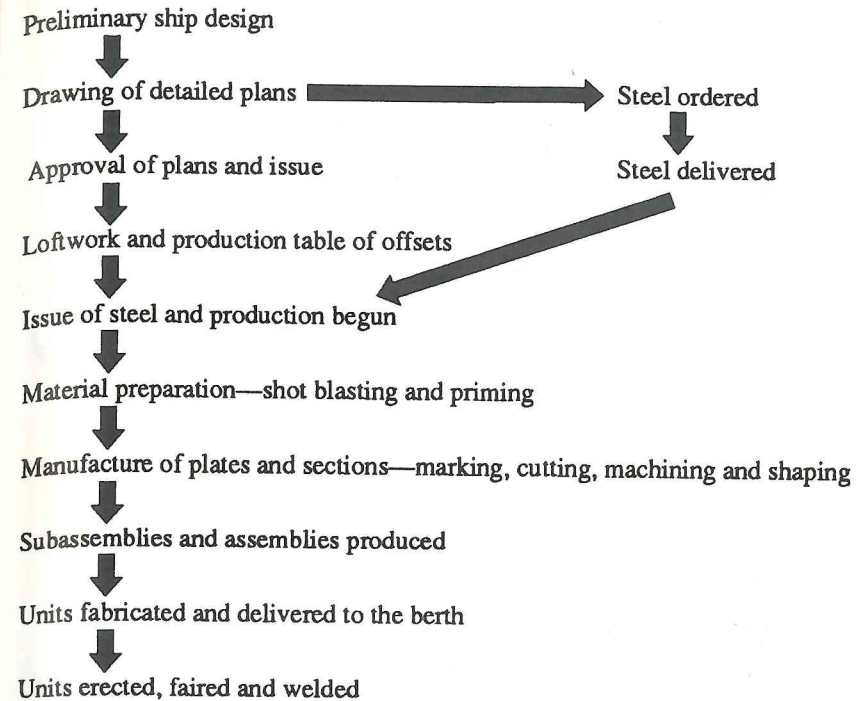 Preliminary ship design
Drawing of detailed plans
Steel ordered
Approval of plans and issue
Steel delivered
Loftwork and production table of offsets
Issue of steel and production begun
Material preparation—shot blasting and priming
Manufacture of plates and sections—marking, cutting, machining and shaping
Subassemblies and assemblies produced
Units fabricated and delivered to the berth
Units erected, faired and welded